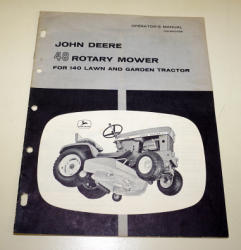 OPERATOR'S MANUAL
JOHN DEERE
48 ROTARY MOWER
FOR 140 LAWN AND GARDEN TRACTOR